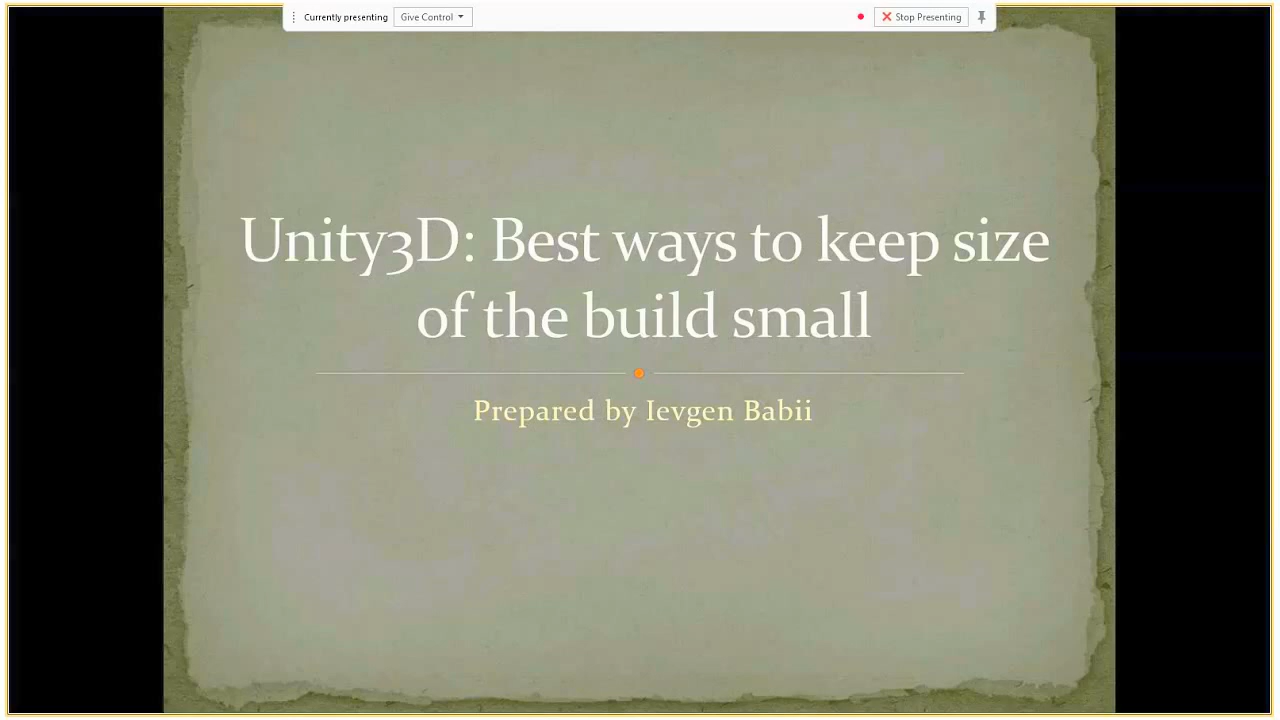 Currently presenting Give Control Stop Presenting
Unity3D: Best ways to keep size
of the build small
Prepared by Ievgen Babii